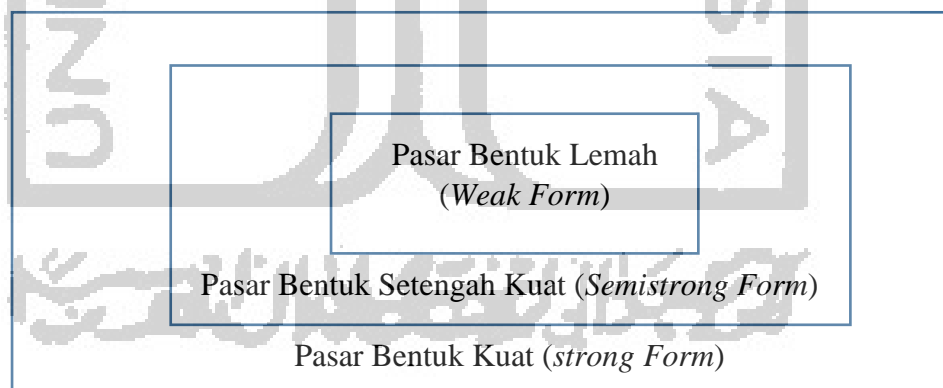 Pasar Bentuk Lemah
(Weak Form)
Pasar Bentuk Setengah Kuat (Semistrong Form)
Pasar Bentuk Kuat (strong Form)